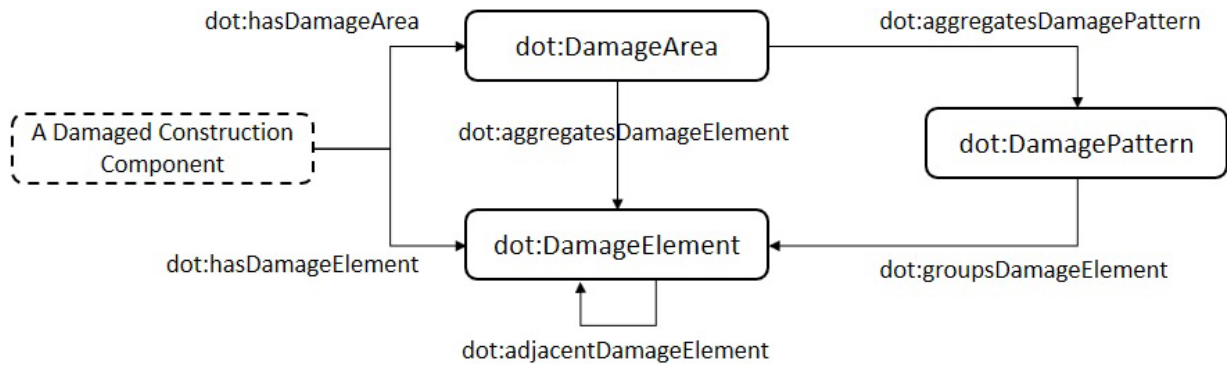 dot:hasDamageArea
dot:DamageArea
dot:aggregatesDamagePattern
A Damaged Construction
Component
dot:aggregatesDamageElement
dot:DamagePattern
dot:DamageElement
dot:hasDamageElement
dot:groupsDamageElement
dot:adjacentDamageElement